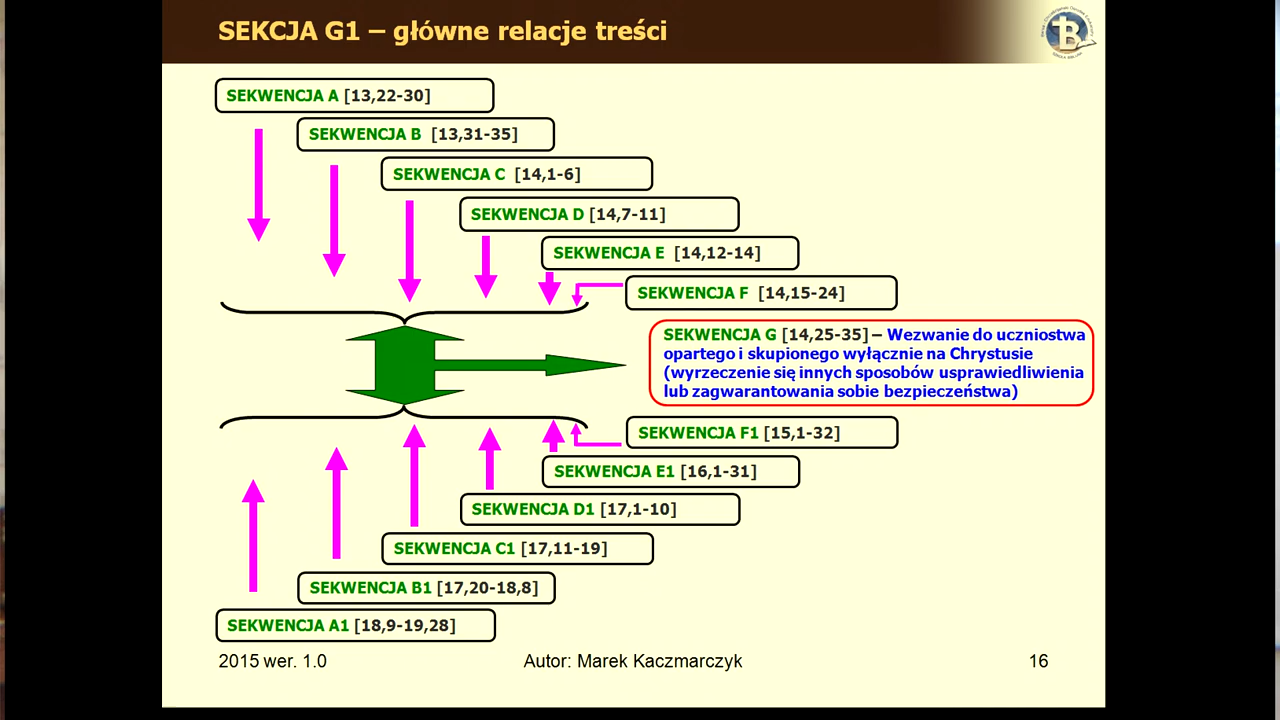 SEKCJA G1 – główne relacje treści
SEKWENCJA A [13,22-30]
SEKWENCJA B [13,31-35]
SEKWENCJA C [14,1-6]
SEKWENCJA D [14,7-11]
SEKWENCJA E [14,12-14]
SEKWENCJA F [14,15-24]
SEKWENCJA G [14,25-35] – Wezwanie do uczniostwa
opartego i skupionego wyłącznie na Chrystusie
(wyrzeczenie się innych sposobów usprawiedliwienia
lub zagwarantowania sobie bezpieczeństwa)
SEKWENCJA F1 [15,1-32]
SEKWENCJA E1 [16,1-31]
SEKWENCJA D1 [17,1-10]
SEKWENCJA C1 [17,11-19]
SEKWENCJA B1 [17,20-18,8]
SEKWENCJA A1 [18,9-19,28]
2015 wer. 1.0
Autor: Marek Kaczmarczyk
16